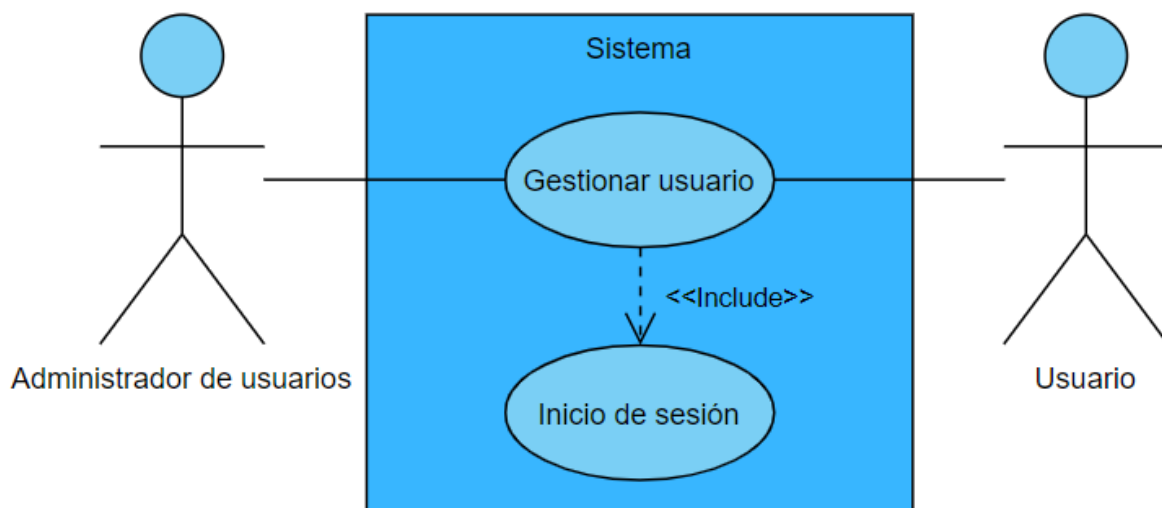 Sistema
Gestionar usuario
<<Include>>
Administrador de usuarios
Usuario
Inicio de sesión